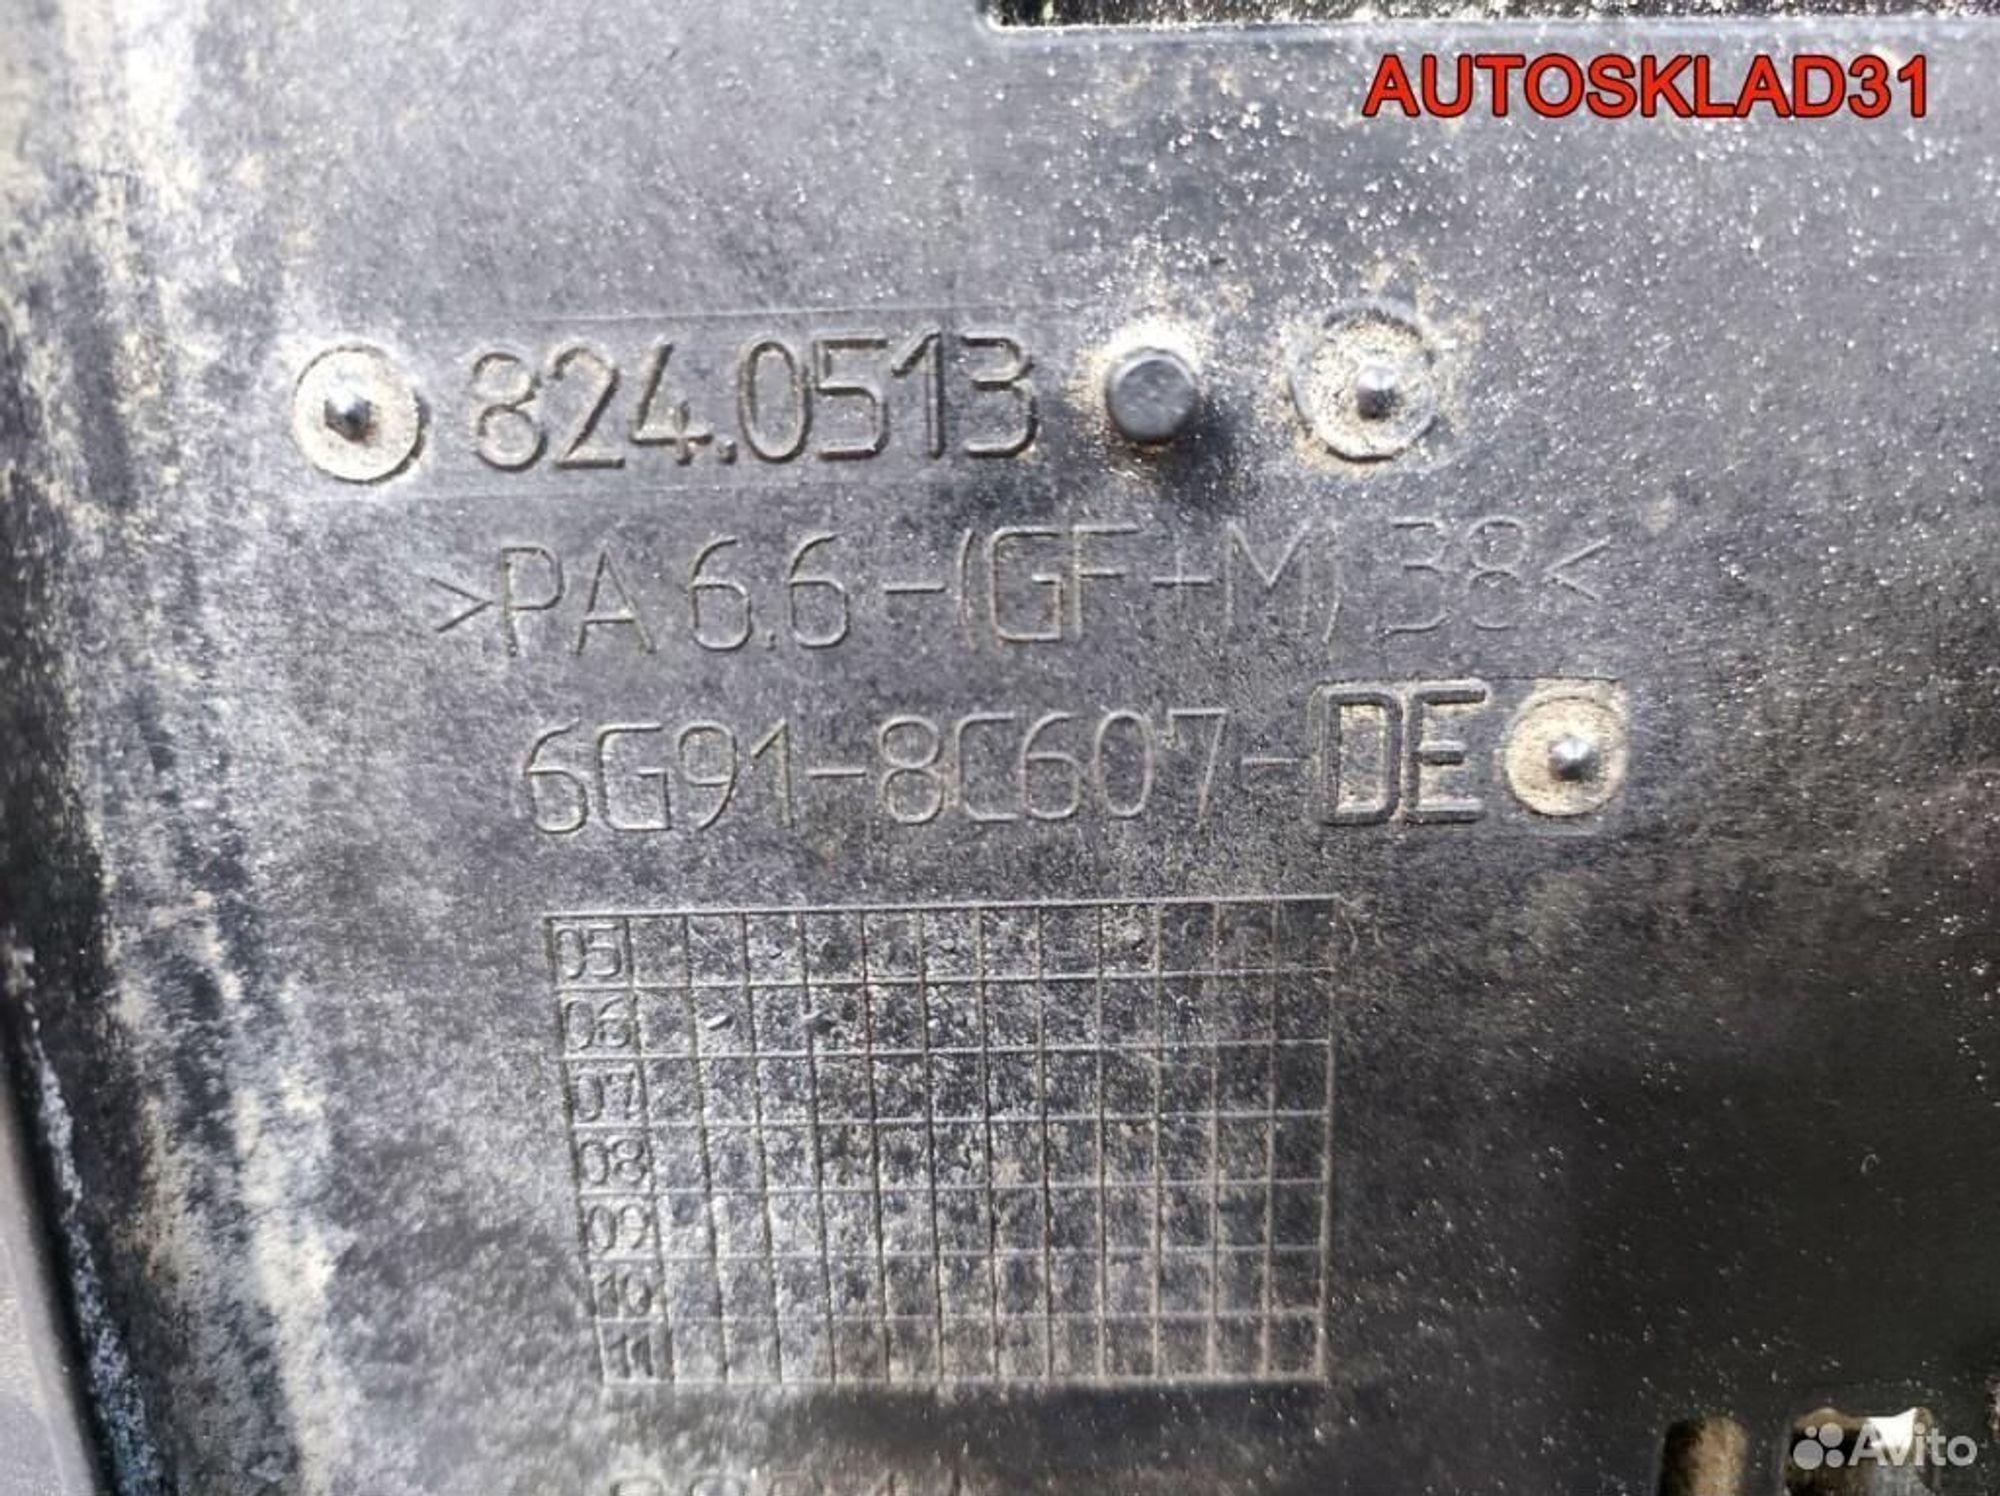 AUTOSKLAD31
824.0513
>PA 6.6-(GF+M) 38<
6G91-8C607-DE
05
06
07
08
09
10
11
Avito